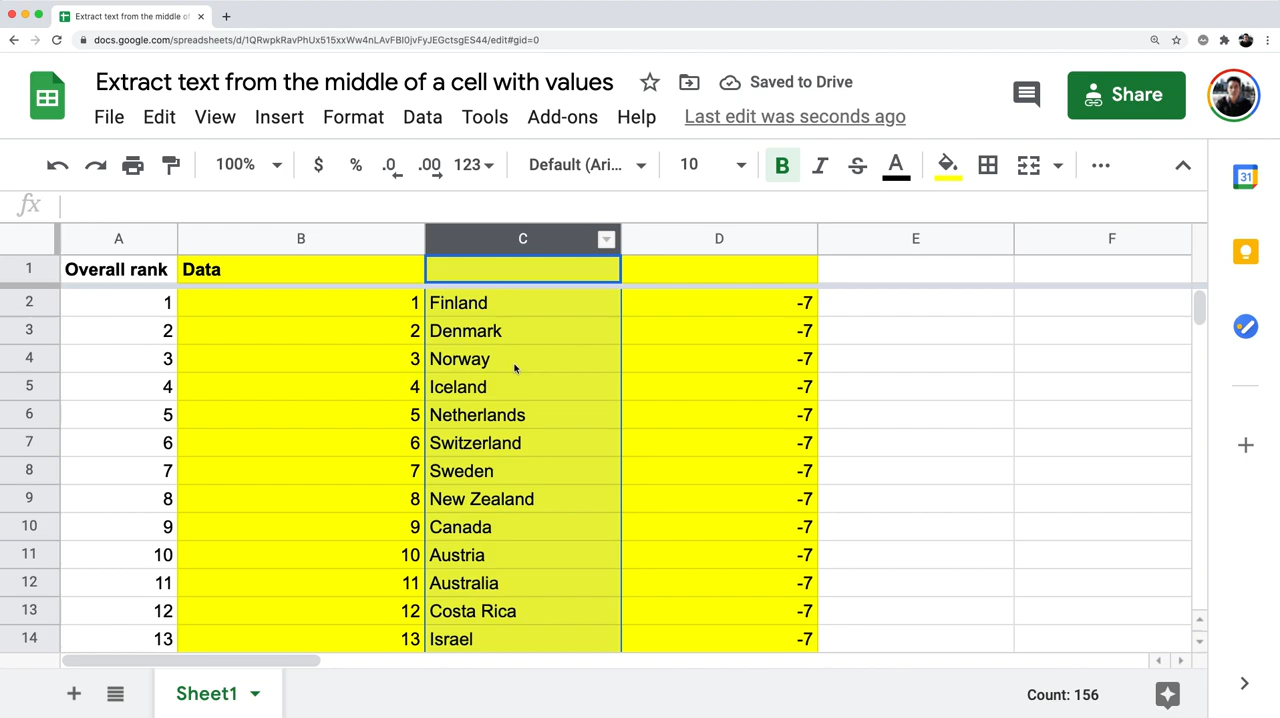 Extract text from the middle of
docs.google.com/spreadsheets/d/1QRwpkRavPhUx515xxWw4nLAvFBI0jvFyJEGctsgES44/edit#gid=0
Extract text from the middle of a cell with values
Saved to Drive
Share
File Edit View Insert Format Data Tools Add-ons Help Last edit was seconds ago
100% $ % .0 .00 123 Default (Ari... 10 B I S A
31
fx
A B C D E F
1 Overall rank Data
2 1 1 Finland -7
3 2 2 Denmark -7
4 3 3 Norway -7
5 4 4 Iceland -7
6 5 5 Netherlands -7
7 6 6 Switzerland -7
8 7 7 Sweden -7
9 8 8 New Zealand -7
10 9 9 Canada -7
11 10 10 Austria -7
12 11 11 Australia -7
13 12 12 Costa Rica -7
14 13 13 Israel -7
Sheet1 Count: 156